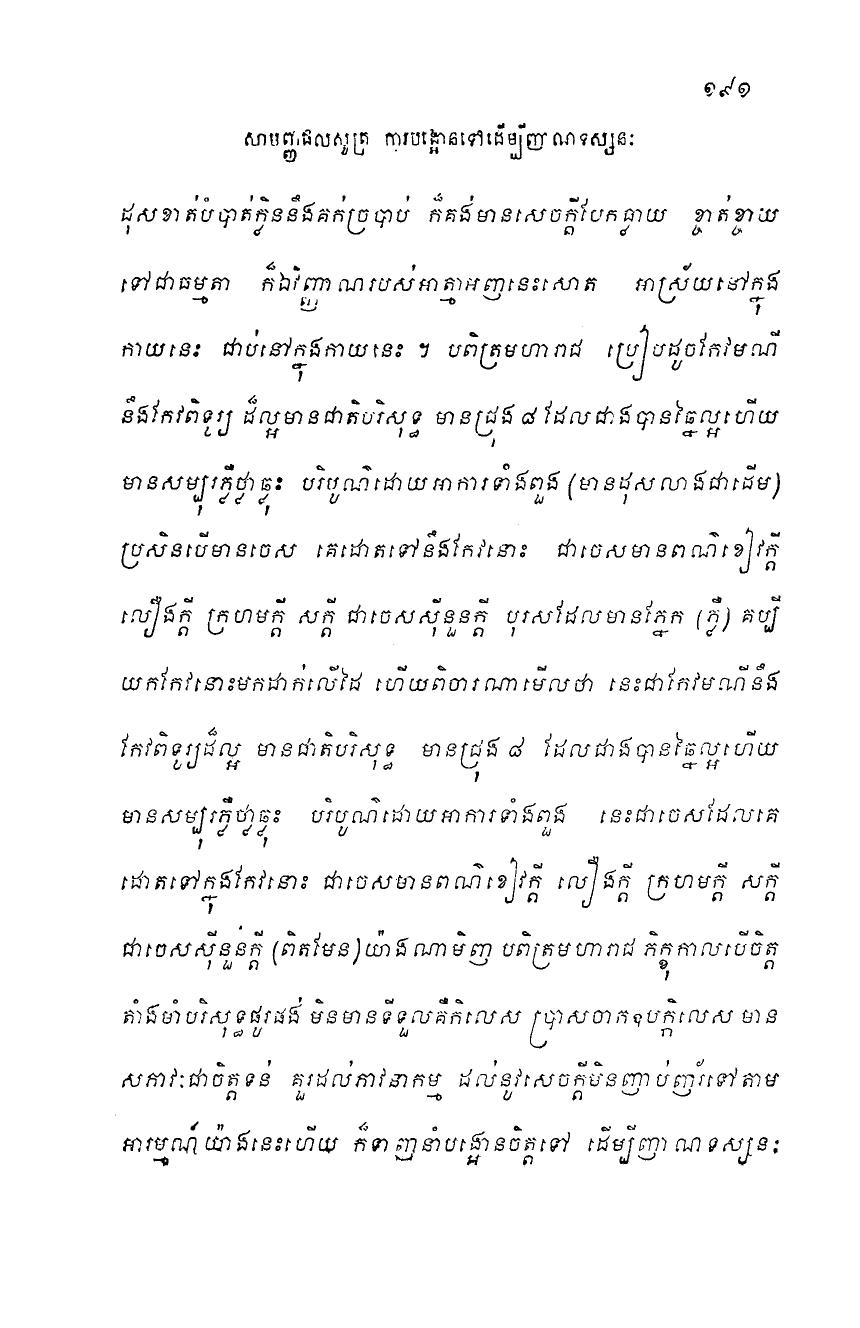 ១៩១
សាមញ្ញផលសូត្រ ការបង្អោនទៅដើម្បីញាណទស្សនៈ
ដុសខាត់បំបាត់ក្លិននឹងគក់ច្របាប់ ក៏គង់មានសេចក្តីបែកធ្លាយ ខ្ចាត់ខ្ចាយ
ទៅជាធម្មតា ក៏ឯវិញ្ញាណរបស់អាត្មាអញនេះសោត អាស្រ័យនៅក្នុង
កាយនេះ ជាប់នៅក្នុងកាយនេះ ។ បពិត្រមហារាជ ប្រៀបដូចកែវមណី
នឹងកែវពិទូរ្យ ដ៏ល្អមានជាតិបរិសុទ្ធ មានជ្រុង ៨ ដែលជាងបានឆ្នៃល្អហើយ
មានសម្បុរភ្លឺថ្លាធ្លុះ បរិបូណ៌ដោយអាការទាំងពួង (មានដុសលាងជាដើម)
ប្រសិនបើមានចេស គេដោតទៅនឹងកែវនោះ ជាចេសមានពណ៌ខៀវក្តី
លឿងក្តី ក្រហមក្តី សក្តី ជាចេសស៊ីនួនក្តី បុរសដែលមានភ្នែក (ភ្លឺ) គប្បី
យកកែវនោះមកដាក់លើដៃ ហើយពិចារណាមើលថា នេះជាកែវមណីនឹង
កែវពិទូរ្យដ៏ល្អ មានជាតិបរិសុទ្ធ មានជ្រុង ៨ ដែលជាងបានឆ្នៃល្អហើយ
មានសម្បុរភ្លឺថ្លាធ្លុះ បរិបូណ៌ដោយអាការទាំងពួង នេះជាចេសដែលគេ
ដោតទៅក្នុងកែវនោះ ជាចេសមានពណ៌ខៀវក្តី លឿងក្តី ក្រហមក្តី សក្តី
ជាចេសស៊ីនួន់ក្តី (ពិតមែន)យ៉ាងណាមិញ បពិត្រមហារាជ ភិក្ខុកាលបើចិត្ត
តាំងមាំបរិសុទ្ធផូរផង់ មិនមានទីទួលគឺកិលេស ប្រាសចាកឧបក្កិលេស មាន
សភាវៈជាចិត្តទន់ គួរដល់ភាវនាកម្ម ដល់នូវសេចក្តីមិនញាប់ញ័រទៅតាម
អារម្មណ៍យ៉ាងនេះហើយ ក៏ទាញនាំបង្អោនចិត្តទៅ ដើម្បីញាណទស្សនៈ